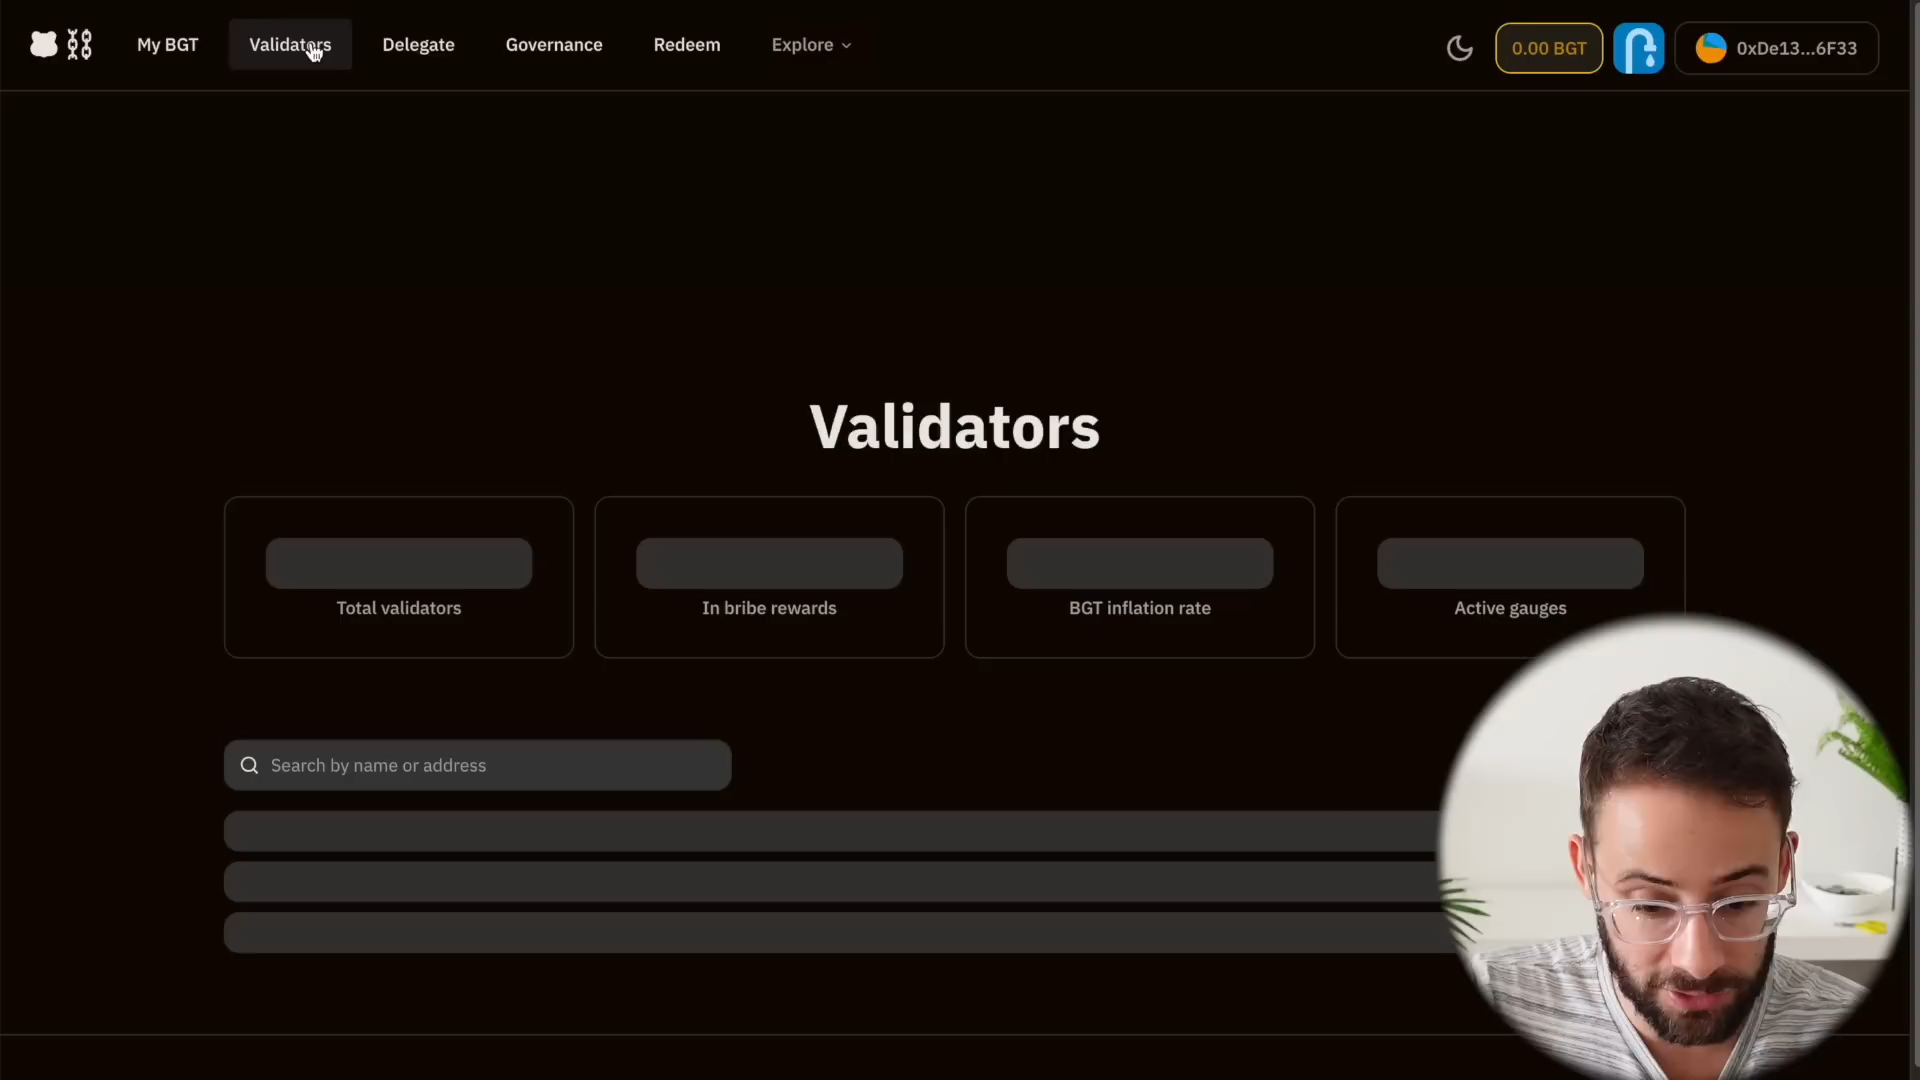 My BGT
Validators
Delegate
Governance
Redeem
Explore
0.00 BGT
0xDe13...6F33
Validators
Total validators
In bribe rewards
BGT inflation rate
Active gauges
Search by name or address